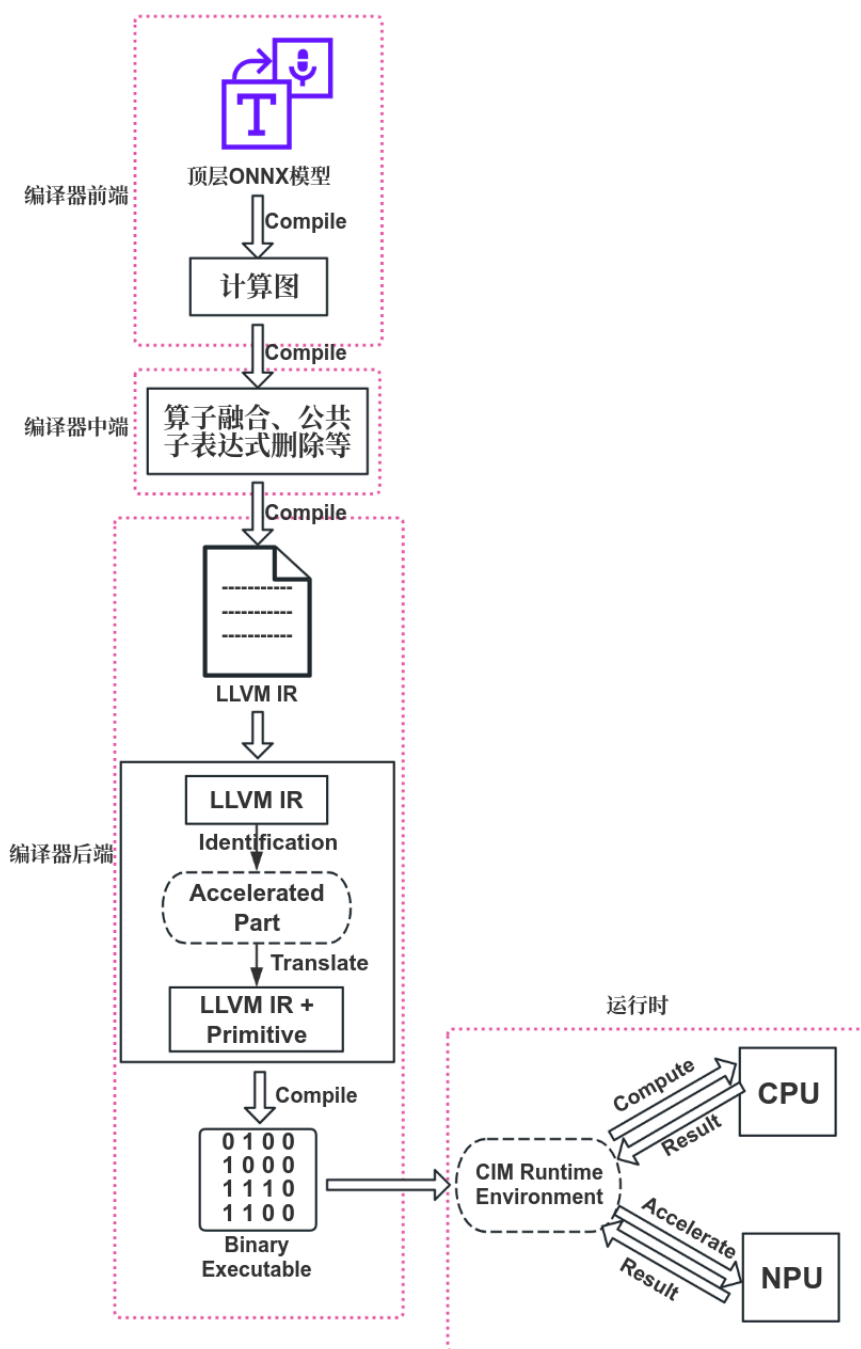 T
顶层ONNX模型
编译器前端
Compile
计算图
Compile
编译器中端
算子融合、公共
子表达式删除等
Compile
LLVM IR
LLVM IR
Identification
编译器后端
Accelerated
Part
Translate
LLVM IR +
Primitive
Compile
0 1 0 0
1 0 0 0
1 1 1 0
1 1 0 0
Binary
Executable
运行时
CIM Runtime
Environment
Compute
Result
CPU
Accelerate
Result
NPU